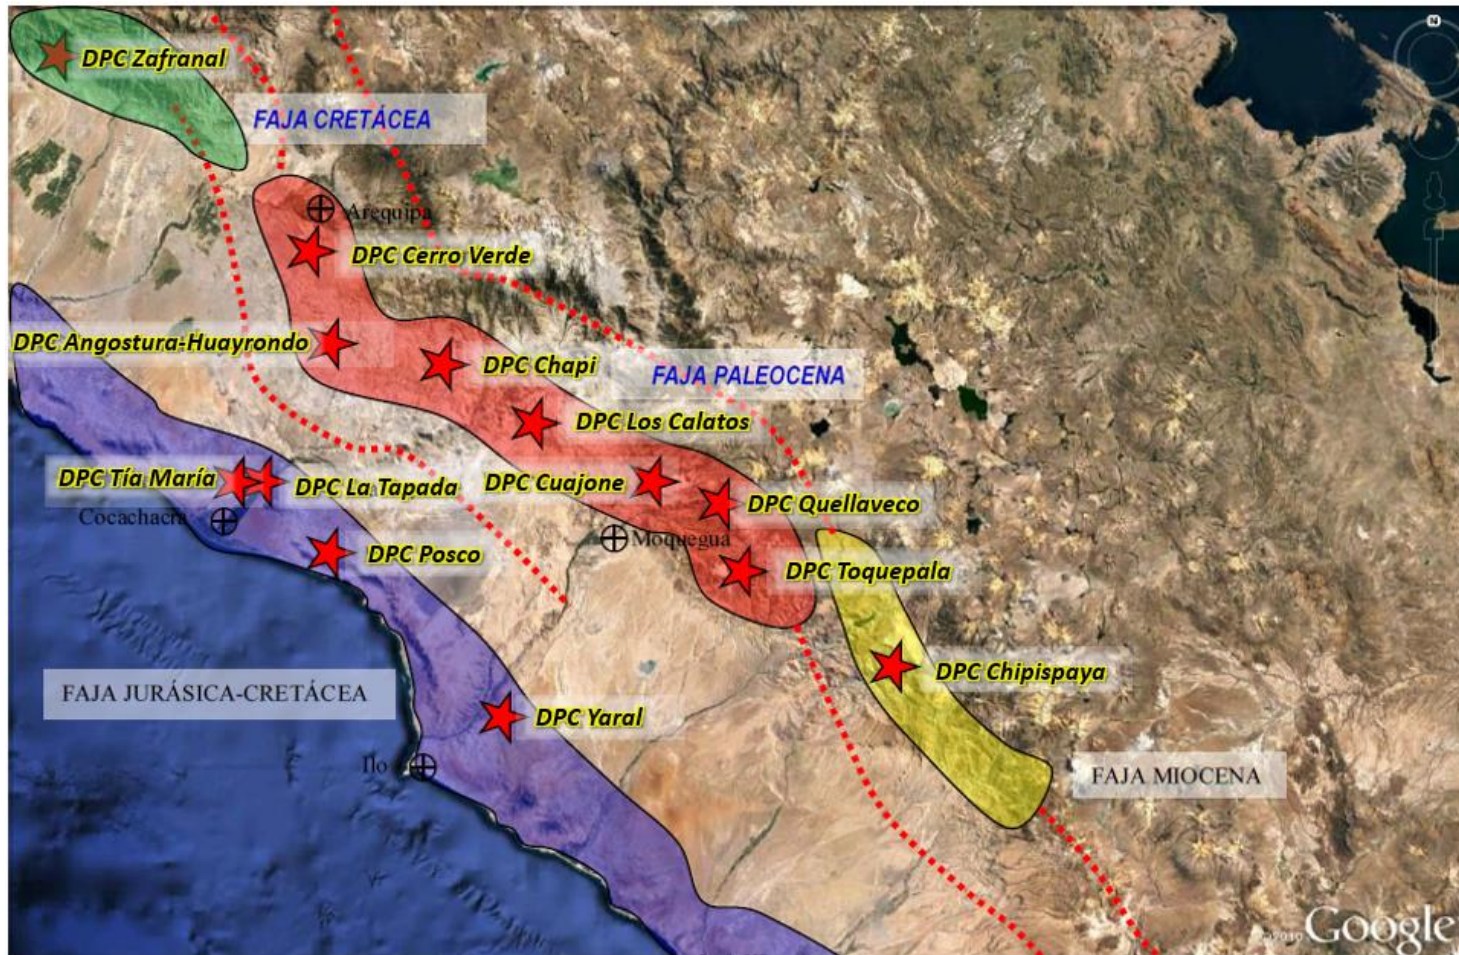 N
DPC Zafranal
FAJA CRETÁCEA
Arequipa
DPC Cerro Verde
DPC Angostura-Huayrondo
DPC Chapi
FAJA PALEOCENA
DPC Los Calatos
DPC Tía María
DPC La Tapada
DPC Cuajone
DPC Quellaveco
Cocachacra
Moquegua
DPC Posco
DPC Toquepala
DPC Chipispaya
FAJA JURÁSICA-CRETÁCEA
DPC Yaral
Ilo
FAJA MIOCENA
©2010 Google